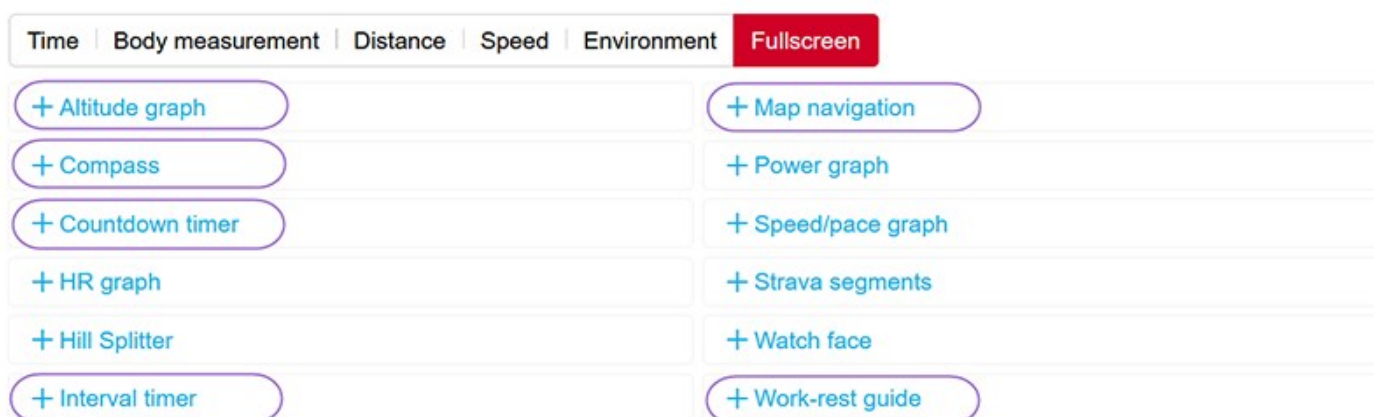 Time Body measurement Distance Speed Environment Fullscreen
+ Altitude graph
+ Compass
+ Countdown timer
+ HR graph
+ Hill Splitter
+ Interval timer
+ Map navigation
+ Power graph
+ Speed/pace graph
+ Strava segments
+ Watch face
+ Work-rest guide